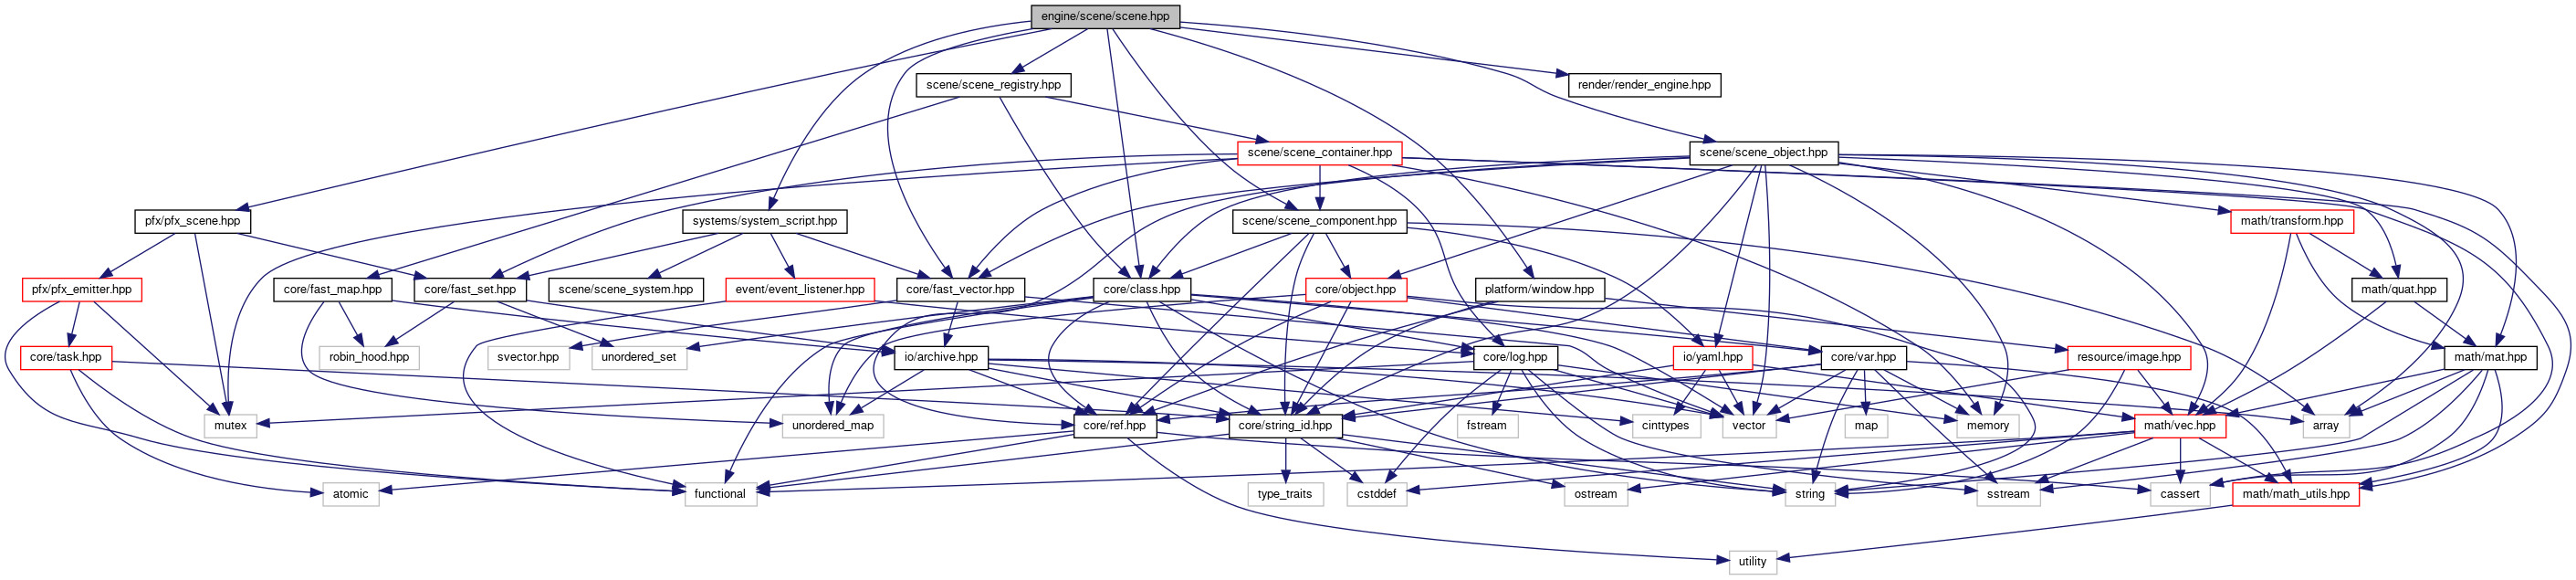 engine/scene/scene.hpp
scene/scene_registry.hpp
render/render_engine.hpp
scene/scene_container.hpp
scene/scene_object.hpp
pfx/pfx_scene.hpp
systems/system_script.hpp
scene/scene_component.hpp
math/transform.hpp
pfx/pfx_emitter.hpp
core/fast_map.hpp
core/fast_set.hpp
scene/scene_system.hpp
event/event_listener.hpp
core/fast_vector.hpp
core/class.hpp
core/object.hpp
platform/window.hpp
math/quat.hpp
core/task.hpp
robin_hood.hpp
svector.hpp
unordered_set
io/archive.hpp
core/log.hpp
io/yaml.hpp
core/var.hpp
resource/image.hpp
math/mat.hpp
mutex
unordered_map
core/ref.hpp
core/string_id.hpp
fstream
cinttypes
vector
map
memory
math/vec.hpp
array
atomic
functional
type_traits
cstddef
ostream
string
sstream
cassert
math/math_utils.hpp
utility